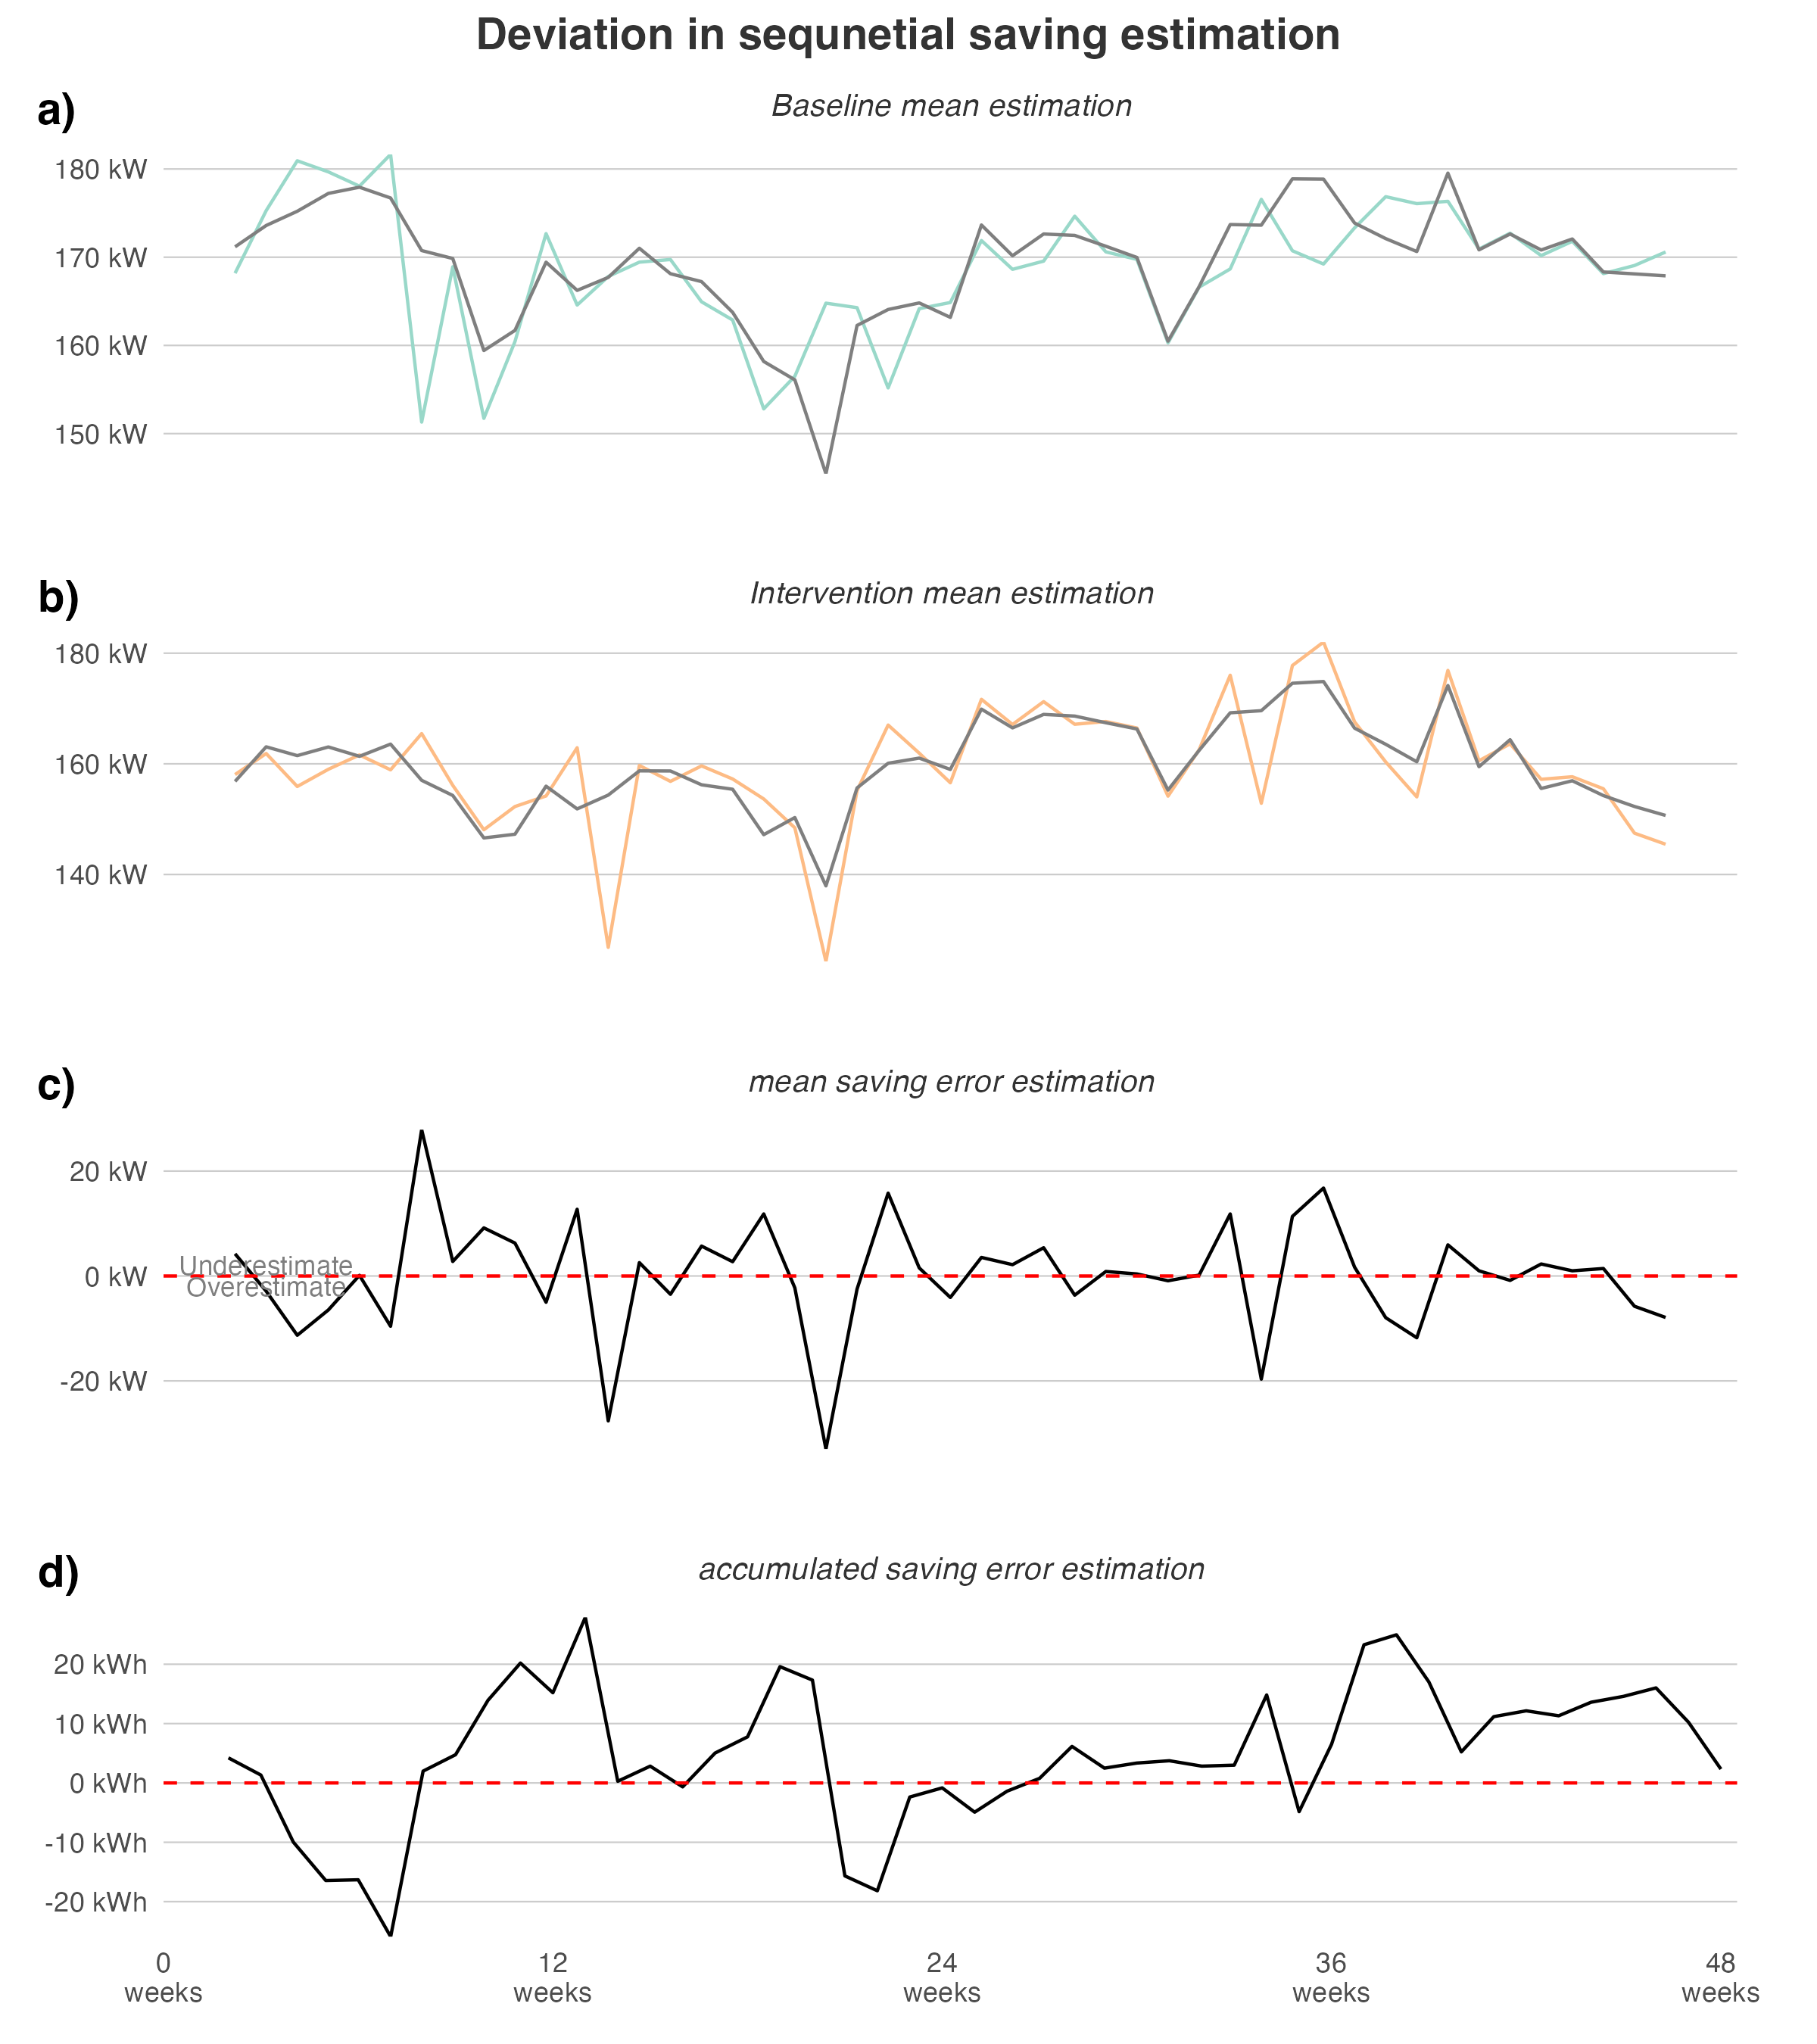 Deviation in sequnetial saving estimation
a)
Baseline mean estimation
180 kW
170 kW
160 kW
150 kW
b)
Intervention mean estimation
180 kW
160 kW
140 kW
c)
mean saving error estimation
20 kW
Underestimate
0 kW
Overestimate
-20 kW
d)
accumulated saving error estimation
20 kWh
10 kWh
0 kWh
-10 kWh
-20 kWh
0 12 24 36 48
weeks weeks weeks weeks weeks